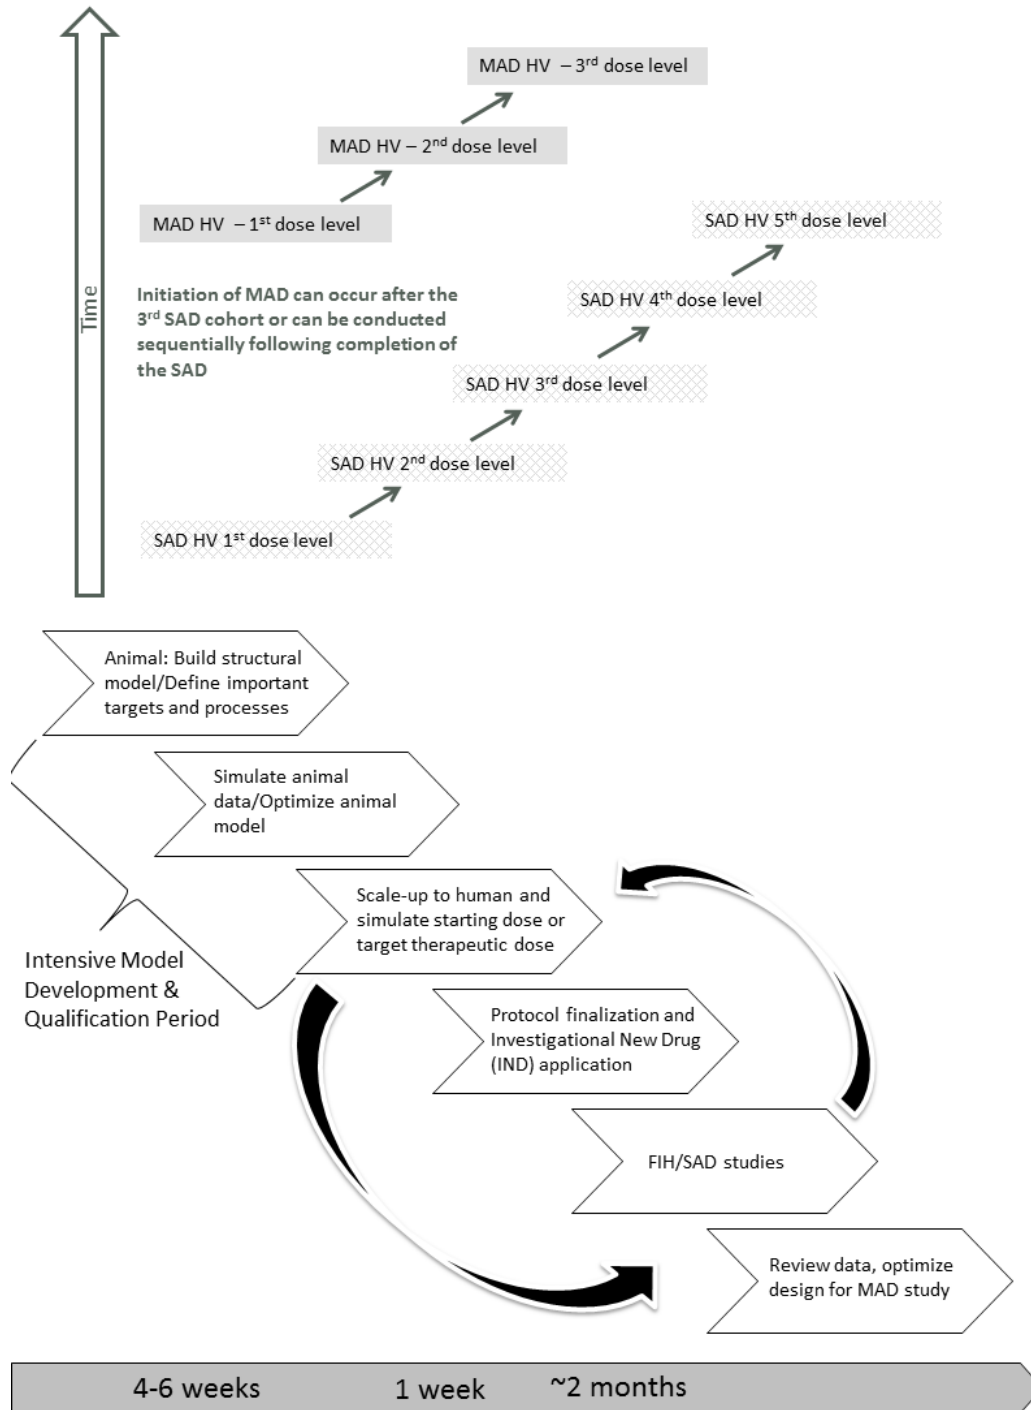 MAD HV – 3rd dose level
MAD HV – 2nd dose level
MAD HV – 1st dose level
SAD HV 5th dose level
SAD HV 4th dose level
Time
Initiation of MAD can occur after the
3rd SAD cohort or can be conducted
sequentially following completion of
the SAD
SAD HV 3rd dose level
SAD HV 2nd dose level
SAD HV 1st dose level
Animal: Build structural
model/Define important
targets and processes
Simulate animal
data/Optimize animal
model
Scale-up to human and
simulate starting dose or
target therapeutic dose
Intensive Model
Development &
Qualification Period
Protocol finalization and
Investigational New Drug
(IND) application
FIH/SAD studies
Review data, optimize
design for MAD study
4-6 weeks 1 week ~2 months